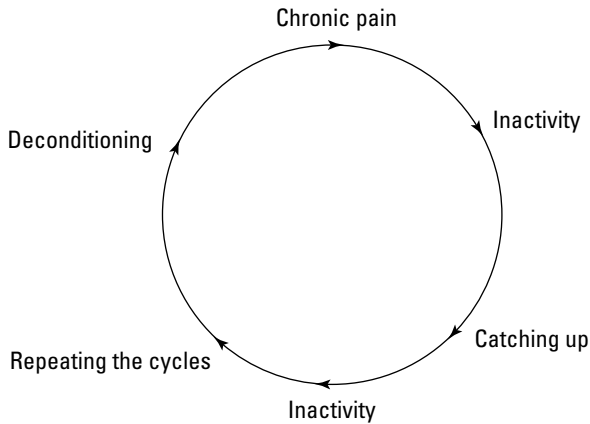 Chronic pain
Inactivity
Catching up
Inactivity
Repeating the cycles
Deconditioning